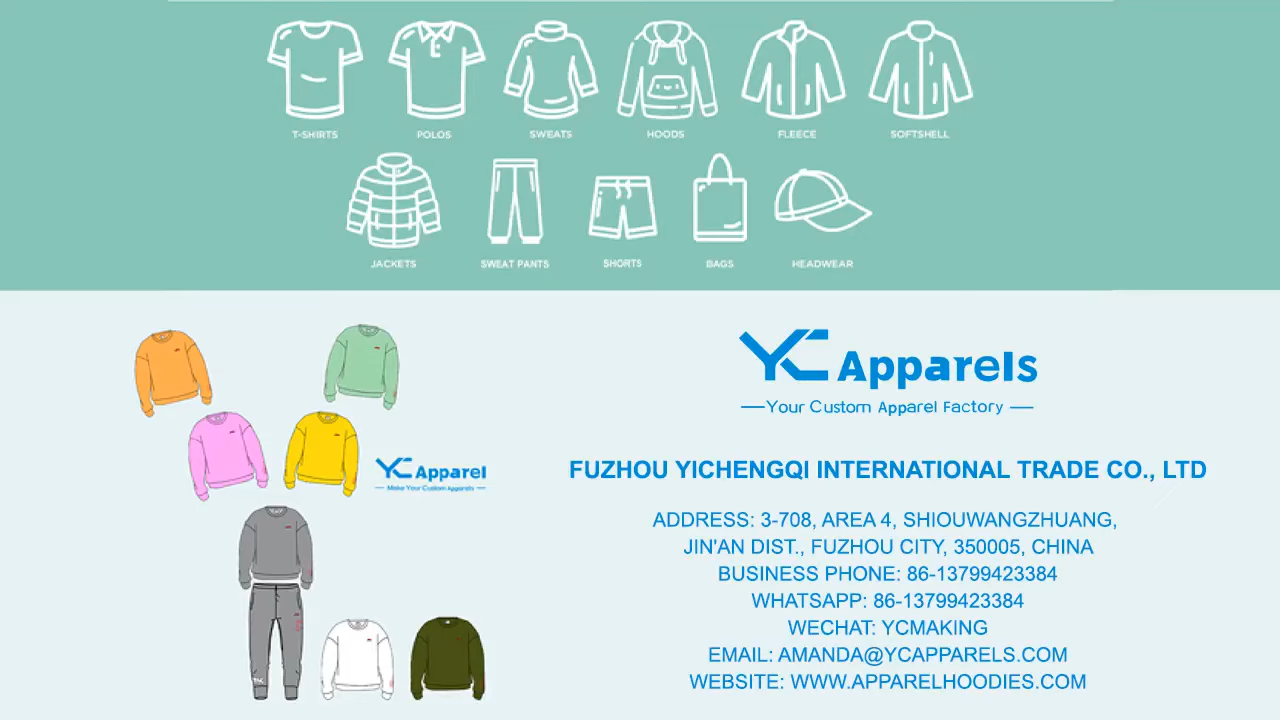 T-SHIRTS
POLOS
SWEATS
HOODS
FLEECE
SOFTSHELL
JACKETS
SWEAT PANTS
SHORTS
BAGS
HEADWEAR
YC Apparels
Your Custom Apparel Factory
YC Apparel
Make Your Custom Apparels
FUZHOU YICHENGQI INTERNATIONAL TRADE CO., LTD
ADDRESS: 3-708, AREA 4, SHIOUWANGZHUANG,
JIN'AN DIST., FUZHOU CITY, 350005, CHINA
BUSINESS PHONE: 86-13799423384
WHATSAPP: 86-13799423384
WECHAT: YCMAKING
EMAIL: AMANDA@YCAPPARELS.COM
WEBSITE: WWW.APPARELHOODIES.COM